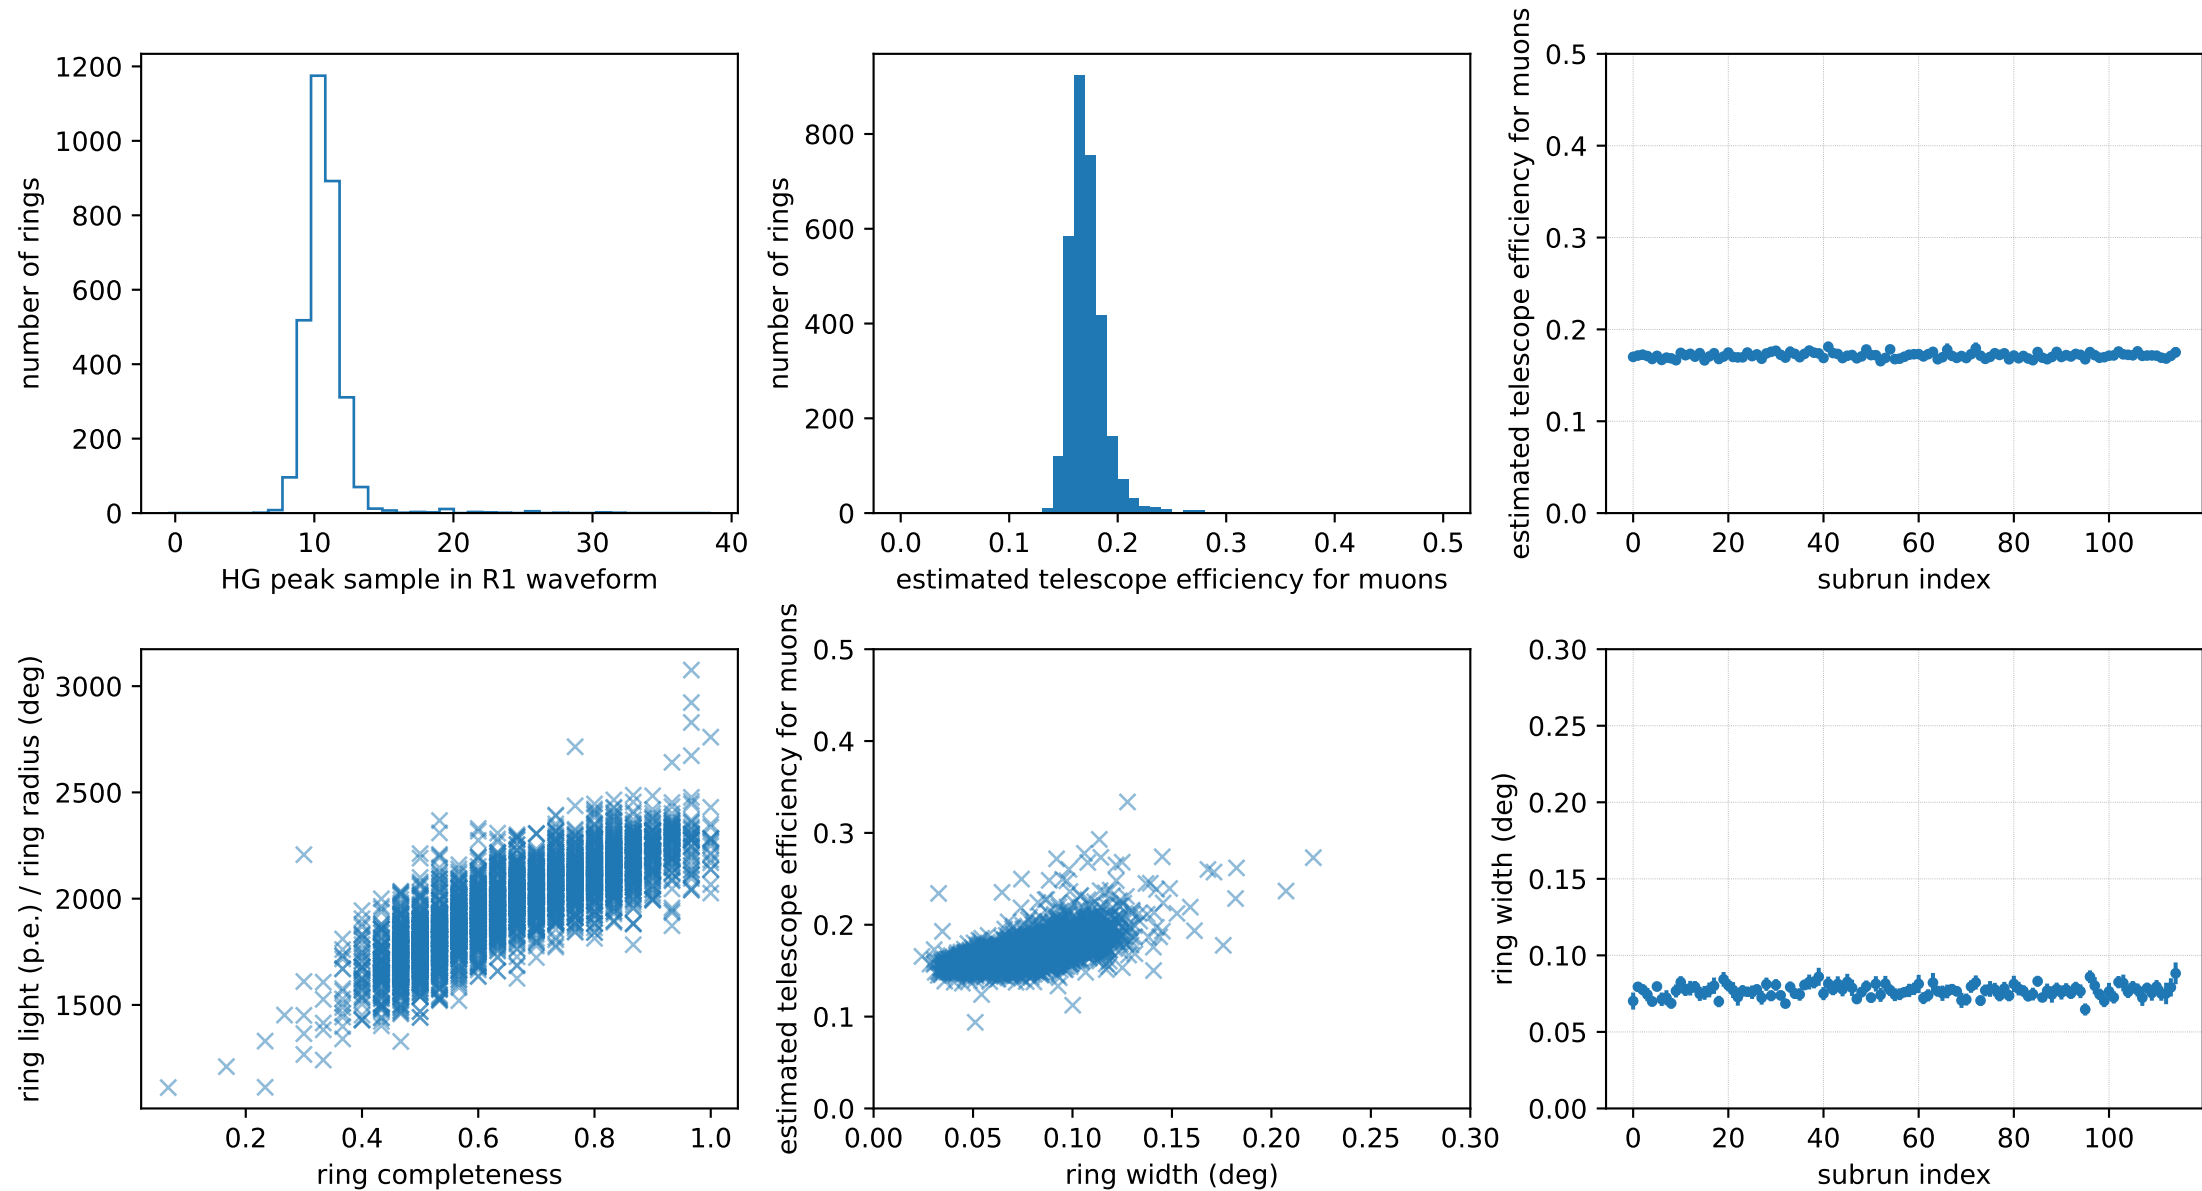 1200
1000
800
600
400
200
0
number of rings
0 10 20 30 40
HG peak sample in R1 waveform
800
600
400
200
0
number of rings
0.0 0.1 0.2 0.3 0.4 0.5
estimated telescope efficiency for muons
0.5
0.4
0.3
0.2
0.1
0.0
estimated telescope efficiency for muons
0 20 40 60 80 100
subrun index
3000
2500
2000
1500
ring light (p.e.) / ring radius (deg)
0.2 0.4 0.6 0.8 1.0
ring completeness
0.5
0.4
0.3
0.2
0.1
0.0
estimated telescope efficiency for muons
0.00 0.05 0.10 0.15 0.20 0.25 0.30
ring width (deg)
0.30
0.25
0.20
0.15
0.10
0.05
0.00
ring width (deg)
0 20 40 60 80 100
subrun index